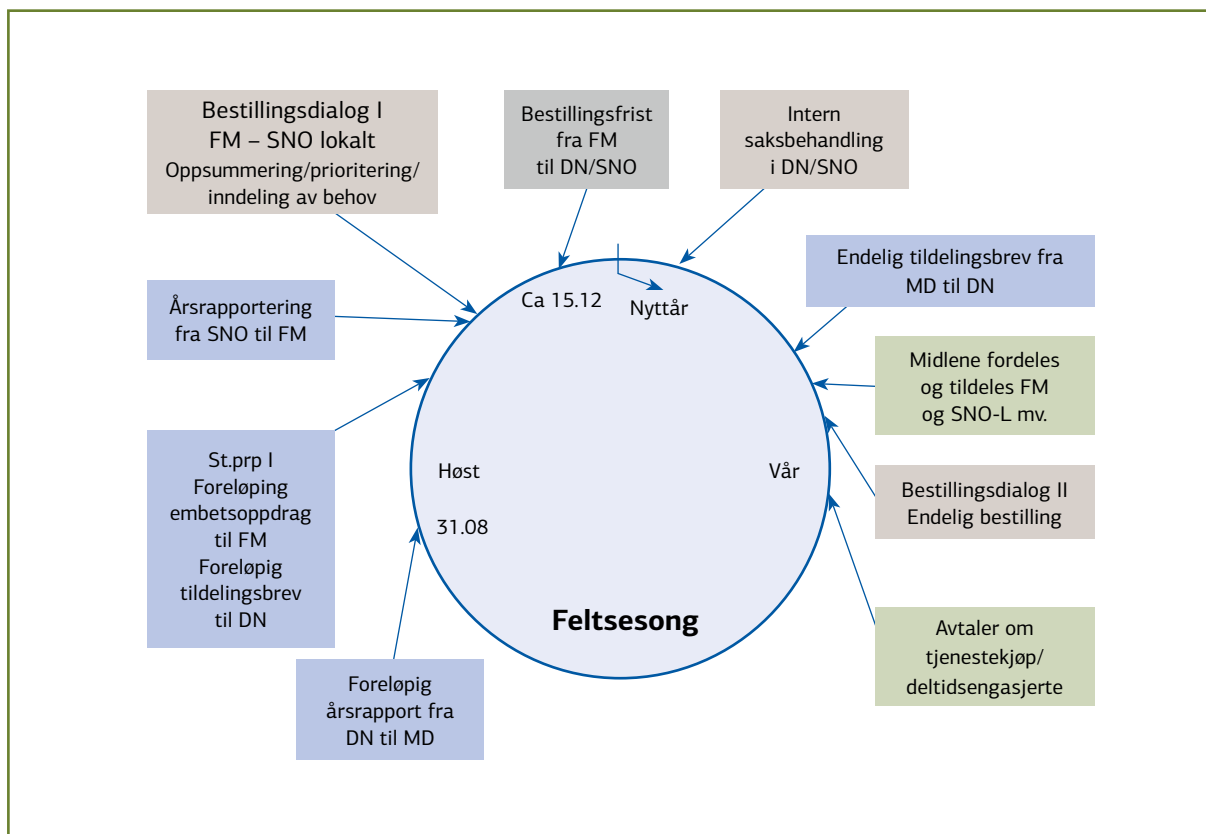 Bestillingsdialog I
FM – SNO lokalt
Oppsummering/prioritering/
inndeling av behov
Bestillingsfrist
fra FM
til DN/SNO
Intern
saksbehandling
i DN/SNO
Endelig tildelingsbrev fra
MD til DN
Årsrapportering
fra SNO til FM
Ca 15.12
Nyttår
Midlene fordeles
og tildeles FM
og SNO-L mv.
St.prp I
Foreløping
embetsoppdrag
til FM
Foreløpig
tildelingsbrev
til DN
Høst
31.08
Vår
Bestillingsdialog II
Endelig bestilling
Feltsesong
Avtaler om
tjenestekjøp/
deltidsengasjerte
Foreløpig
årsrapport fra
DN til MD